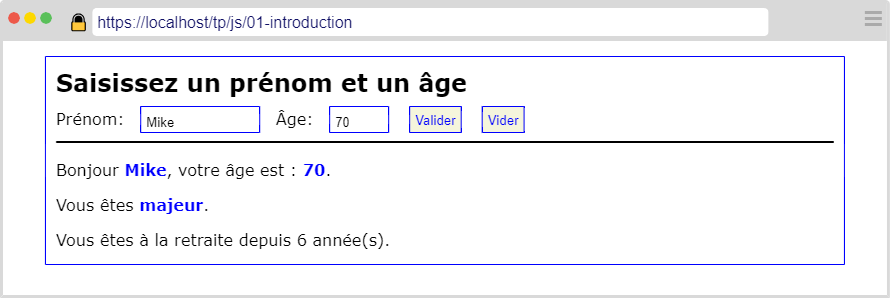 https://localhost/tp/js/01-introduction
Saisissez un prénom et un âge
Prénom: Mike Âge: 70 Valider Vider
Bonjour Mike, votre âge est : 70.
Vous êtes majeur.
Vous êtes à la retraite depuis 6 année(s).